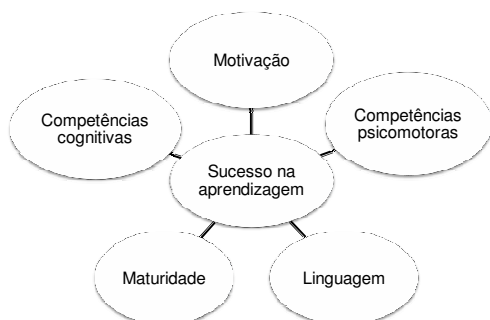 Motivação
Competências
cognitivas
Competências
psicomotoras
Sucesso na
aprendizagem
Maturidade
Linguagem